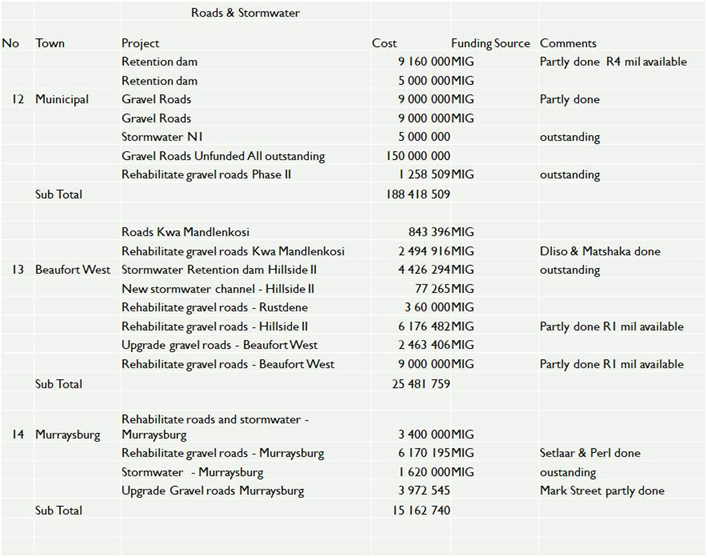 Roads & Stormwater
No Town Project Cost Funding Source Comments
Retention dam 9 160 000 MIG Partly done R4 mil available
Retention dam 5 000 000 MIG
12 Muinicipal Gravel Roads 9 000 000 MIG Partly done
Gravel Roads 9 000 000 MIG
Stormwater N1 5 000 000 outstanding
Gravel Roads Unfunded All outstanding 150 000 000
Rehabilitate gravel roads Phase II 1 258 509 MIG outstanding
Sub Total 188 418 509
Roads Kwa Mandlenkosi 843 396 MIG
Rehabilitate gravel roads Kwa Mandlenkosi 2 494 916 MIG Dliso & Matshaka done
13 Beaufort West Stormwater Retention dam Hillside II 4 426 294 MIG outstanding
New stormwater channel - Hillside II 77 265 MIG
Rehabilitate gravel roads - Rustdene 3 60 000 MIG
Rehabilitate gravel roads - Hillside II 6 176 482 MIG Partly done R1 mil available
Upgrade gravel roads - Beaufort West 2 463 406 MIG
Rehabilitate gravel roads - Beaufort West 9 000 000 MIG Partly done R1 mil available
Sub Total 25 481 759
Rehabilitate roads and stormwater -
14 Murraysburg Murraysburg 3 400 000 MIG
Rehabilitate gravel roads - Murraysburg 6 170 195 MIG Setlaar & Perl done
Stormwater - Murraysburg 1 620 000 MIG oustanding
Upgrade Gravel roads Murraysburg 3 972 545 Mark Street partly done
Sub Total 15 162 740